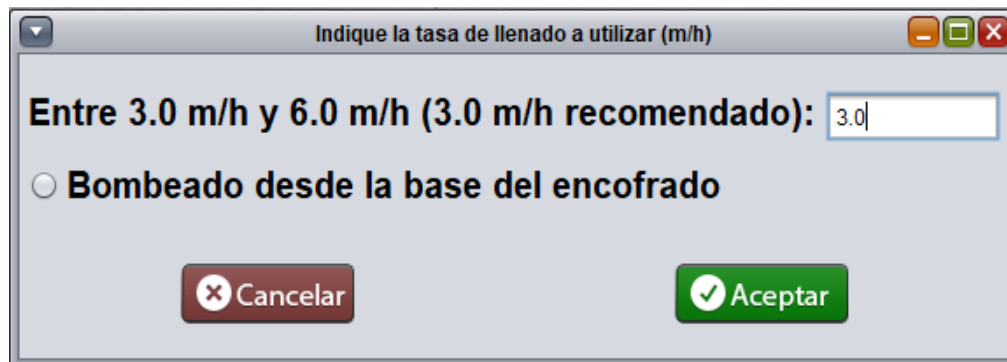 Indique la tasa de llenado a utilizar (m/h)
Entre 3.0 m/h y 6.0 m/h (3.0 m/h recomendado): 3.0
Bombeado desde la base del encofrado
Cancelar Aceptar